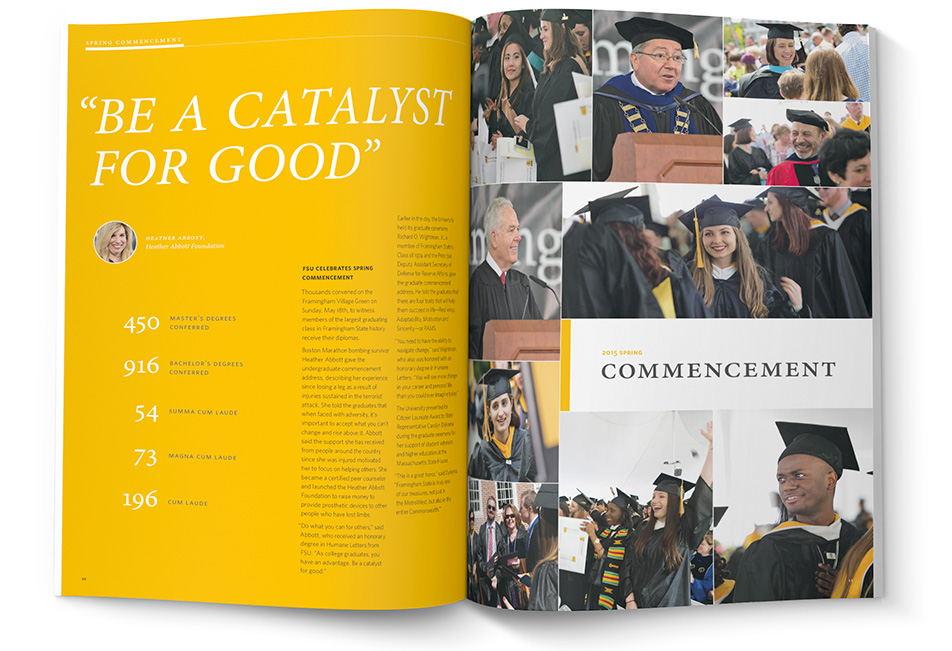 SPRING COMMENCEMENT
“BE A CATALYST
FOR GOOD”
HEATHER ABBOTT,
Heather Abbott Foundation
450 MASTER'S DEGREES
CONFERRED
916 BACHELOR'S DEGREES
CONFERRED
54 SUMMA CUM LAUDE
73 MAGNA CUM LAUDE
196 CUM LAUDE
FSU CELEBRATES SPRING
COMMENCEMENT
Thousands convened on the
Framingham Village Green on
Sunday, May 18th, to witness
members of the largest graduating
class in Framingham State history
receive their diplomas.
Boston Marathon bombing survivor
Heather Abbott gave the
undergraduate commencement
address, describing her experience
since losing a leg as a result of
injuries sustained in the terrorist
attack. She told the graduates that
when faced with adversity, it's
important to accept what you can't
change and rise above it. Abbott
said the support she has received
from people around the country
since she was injured motivated
her to focus on helping others. She
became a certified peer counselor
and launched the Heather Abbott
Foundation to raise money to
provide prosthetic devices to other
people who have lost limbs.
“Do what you can for others,” said
Abbott, who received an honorary
degree in Humane Letters from
FSU. “As college graduates, you
have an advantage. Be a catalyst
for good.”
Earlier in the day, the University
held its graduate ceremony.
Richard O. Wightman, Jr., a
member of Framingham State's
Class of 1974 and the Principal
Deputy Assistant Secretary of
Defense for Reserve Affairs, gave
the graduate commencement
address. He told the graduates that
there are four traits that will help
them succeed in life—Realness,
Adaptability, Motivation and
Sincerity—or RAMS.
“You need to have the ability to
navigate change,” said Wightman,
who also was honored with an
honorary degree in Humane
Letters. “You will see more change
in your career and personal life
than you could ever imagine today.”
The University presented its
Citizen Laureate Award to State
Representative Carolyn Dykema
during the graduate ceremony for
her support of student veterans
and higher education at the
Massachusetts State House.
“This is a great honor,” said Dykema.
“Framingham State is truly one
of our treasures, not just in
the MetroWest, but also in the
entire Commonwealth.”
ming
ming
2015 SPRING
COMMENCEMENT